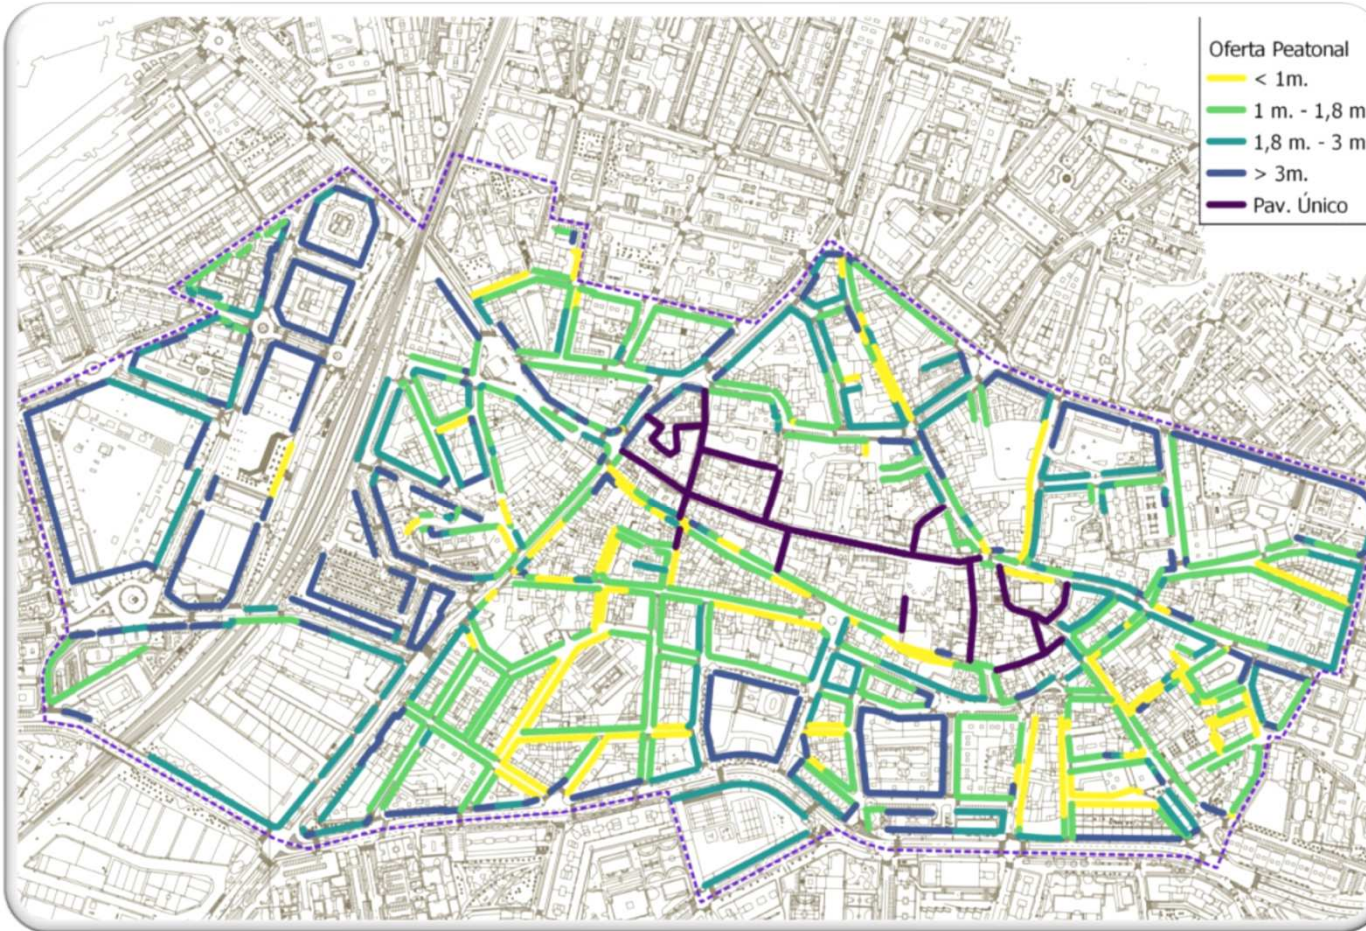 Oferta Peatonal
< 1m.
1 m. - 1,8 m
1,8 m. - 3 m
> 3m.
Pav. Único